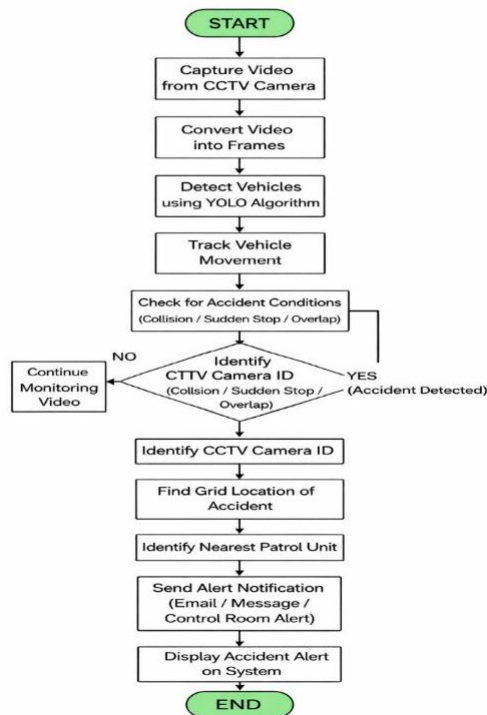 START
Capture Video
from CCTV Camera
Convert Video
into Frames
Detect Vehicles
using YOLO Algorithm
Track Vehicle
Movement
Check for Accident Conditions
(Collision / Sudden Stop / Overlap)
NO
Identify
CTTV Camera ID
(Collsion / Sudden Stop /
Overlap)
YES
(Accident Detected)
Continue
Monitoring
Video
Identify CCTV Camera ID
Find Grid Location of
Accident
Identify Nearest Patrol Unit
Send Alert Notification
(Email / Message /
Control Room Alert)
Display Accident Alert
on System
END